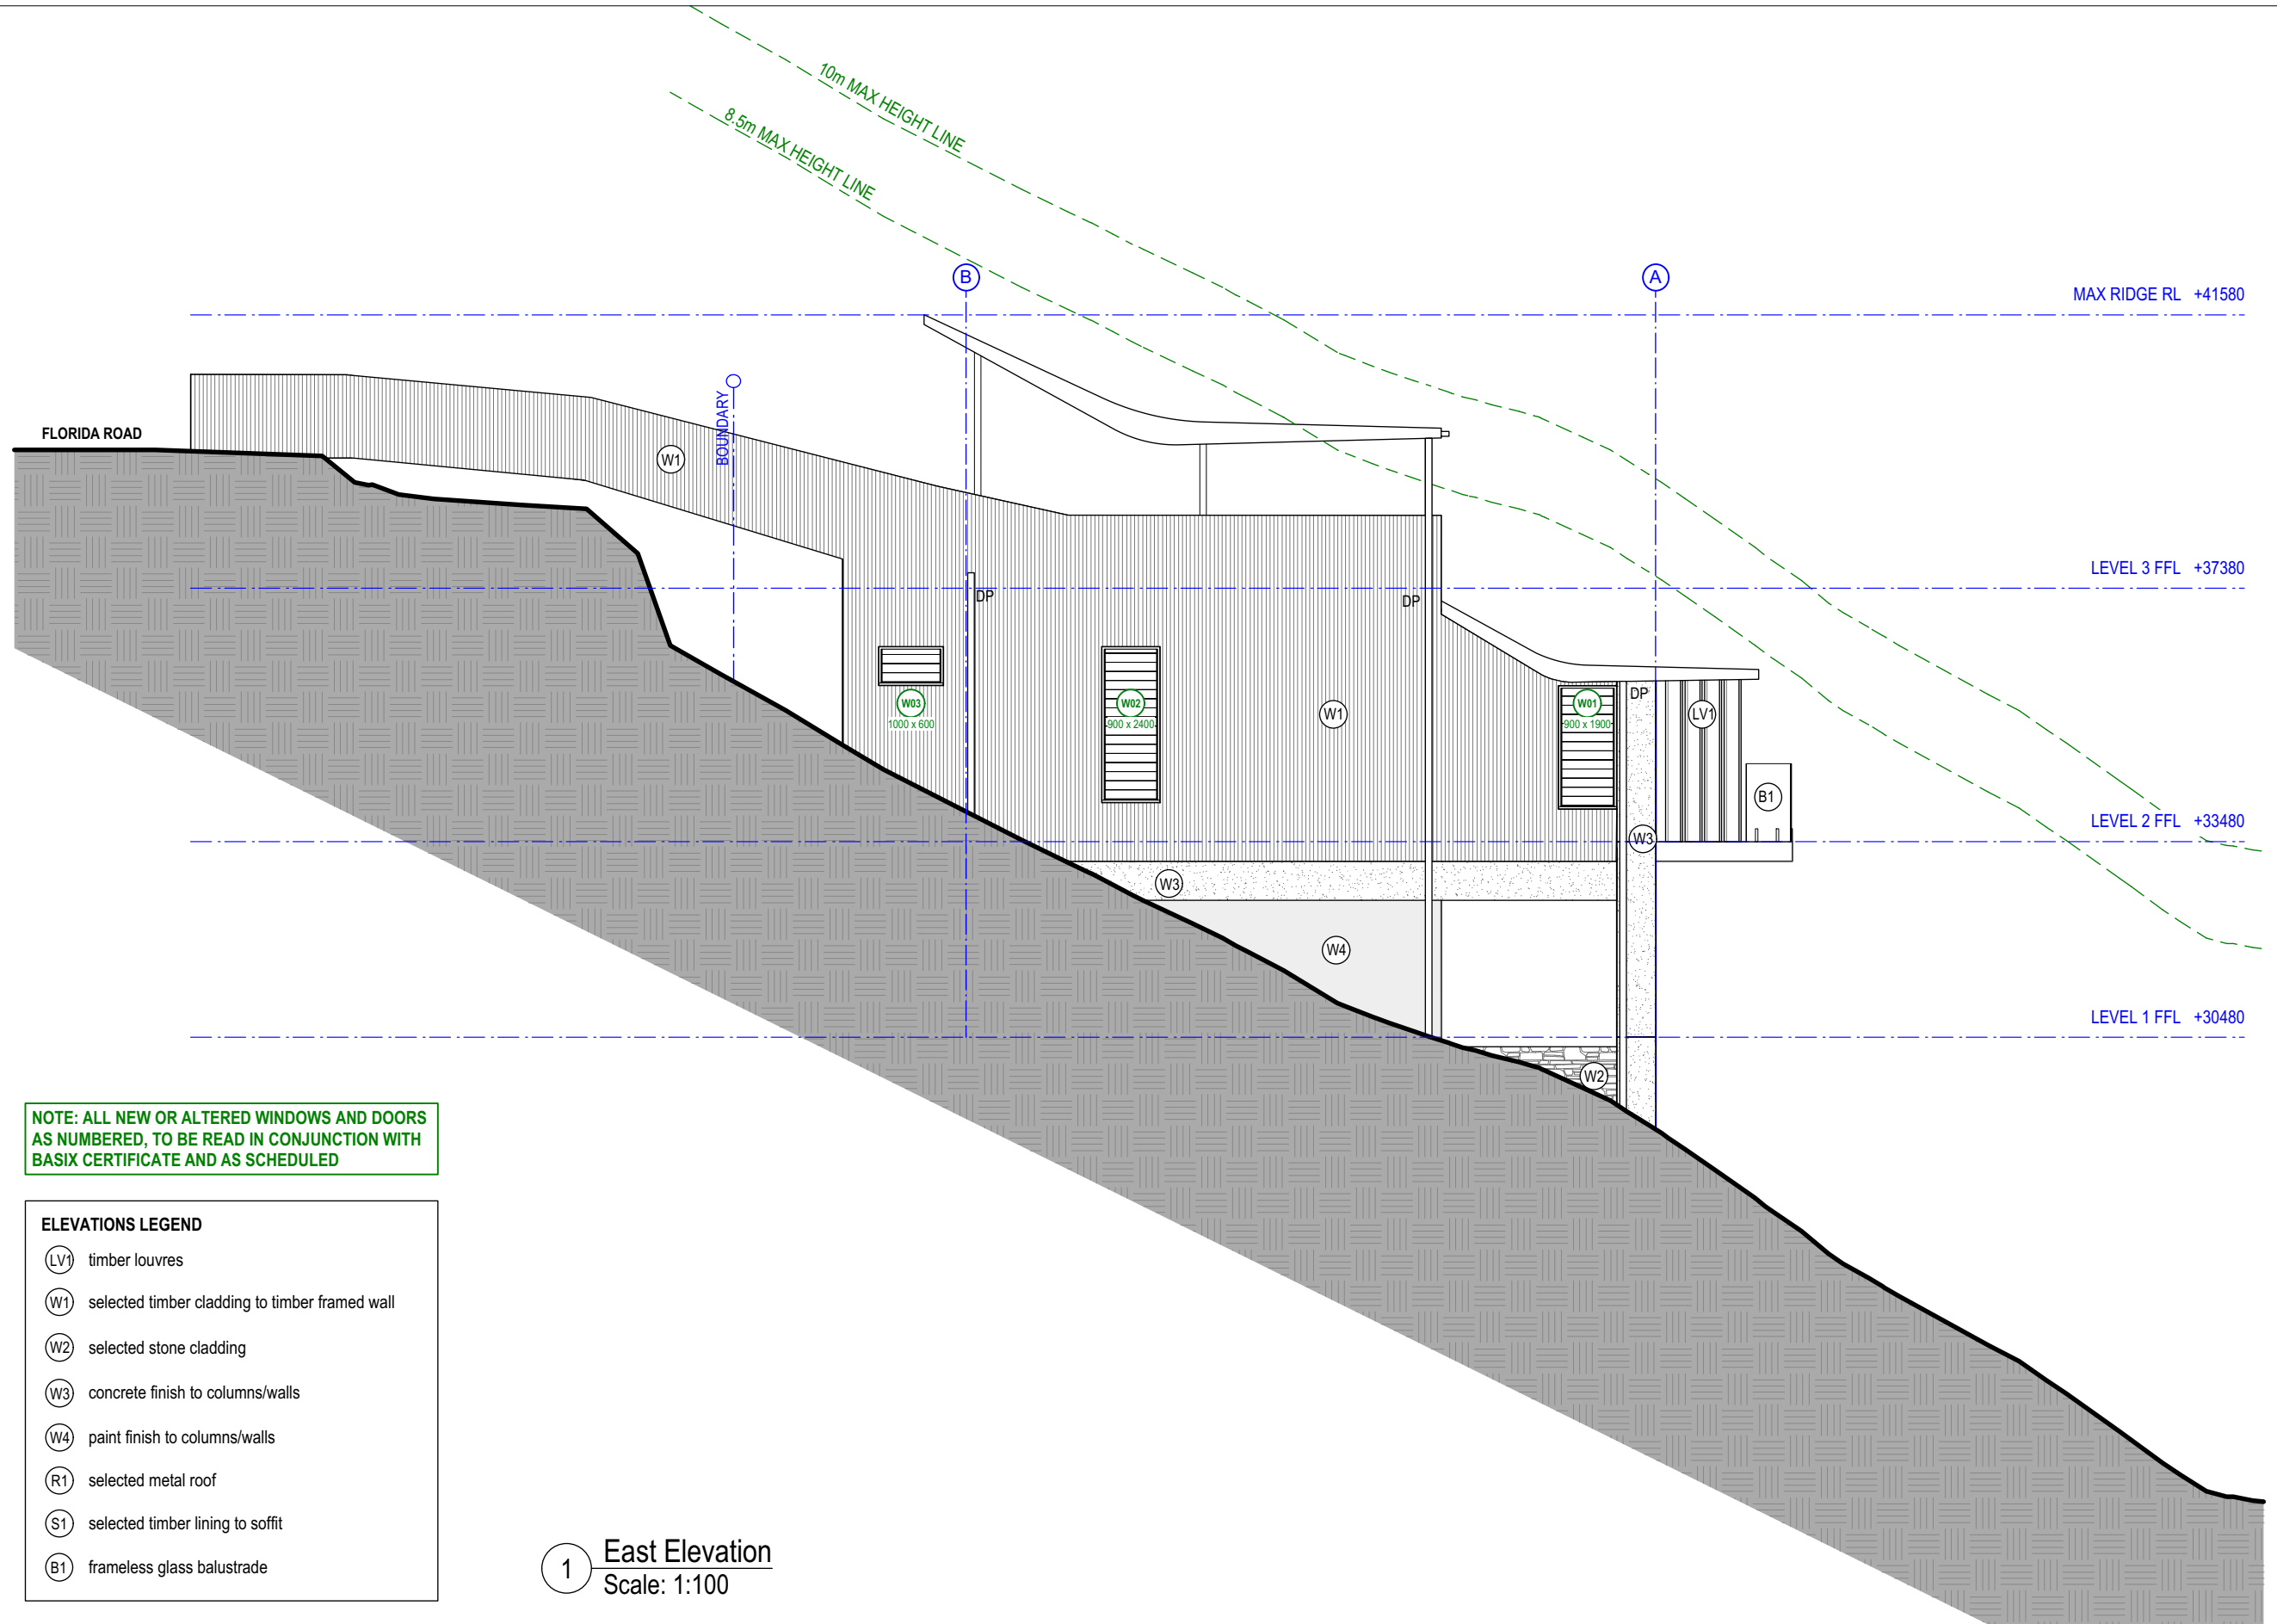 10m MAX HEIGHT LINE
8.5m MAX HEIGHT LINE
B
A
MAX RIDGE RL +41580
BOUNDARY
FLORIDA ROAD
W1
LEVEL 3 FFL +37380
DP
DP
W03
1000 x 600
W02
900 x 2400
W1
W01
900 x 1900
DP
LV1
B1
LEVEL 2 FFL +33480
W3
W3
W4
LEVEL 1 FFL +30480
W2
NOTE: ALL NEW OR ALTERED WINDOWS AND DOORS
AS NUMBERED, TO BE READ IN CONJUNCTION WITH
BASIX CERTIFICATE AND AS SCHEDULED
ELEVATIONS LEGEND
LV1 timber louvres
W1 selected timber cladding to timber framed wall
W2 selected stone cladding
W3 concrete finish to columns/walls
W4 paint finish to columns/walls
R1 selected metal roof
S1 selected timber lining to soffit
B1 frameless glass balustrade
1 East Elevation
Scale: 1:100